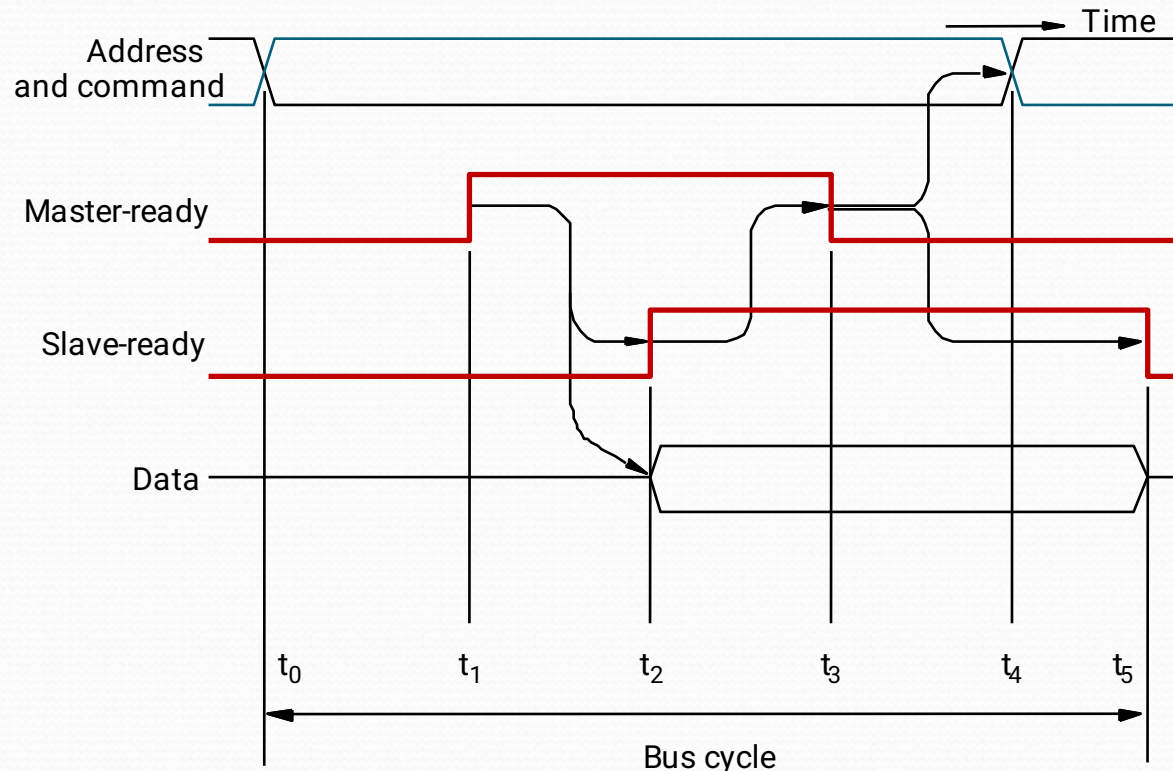 Time
Address
and command
Master-ready
Slave-ready
Data
t0 t1 t2 t3 t4 t5
Bus cycle